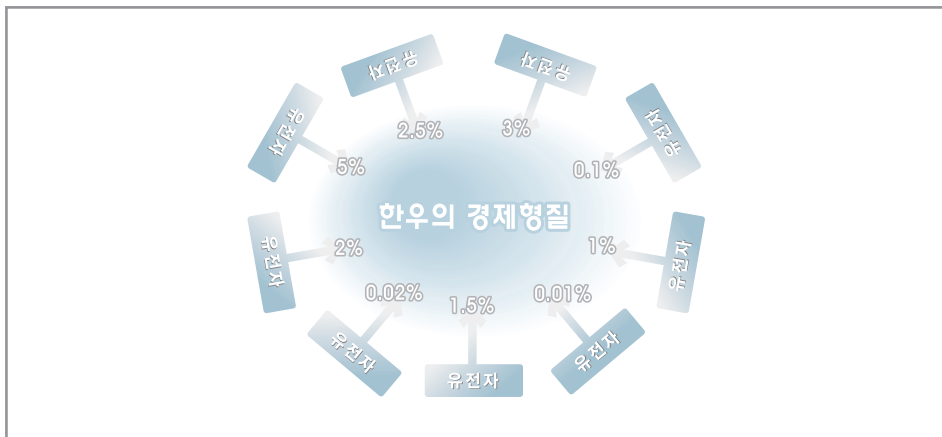 유전자
유전자
2.5%
3%
유전자
유전자
5%
0.1%
한우의 경제형질
유전자
2%
1%
유전자
0.02%
1.5%
0.01%
유전자
유전자
유전자